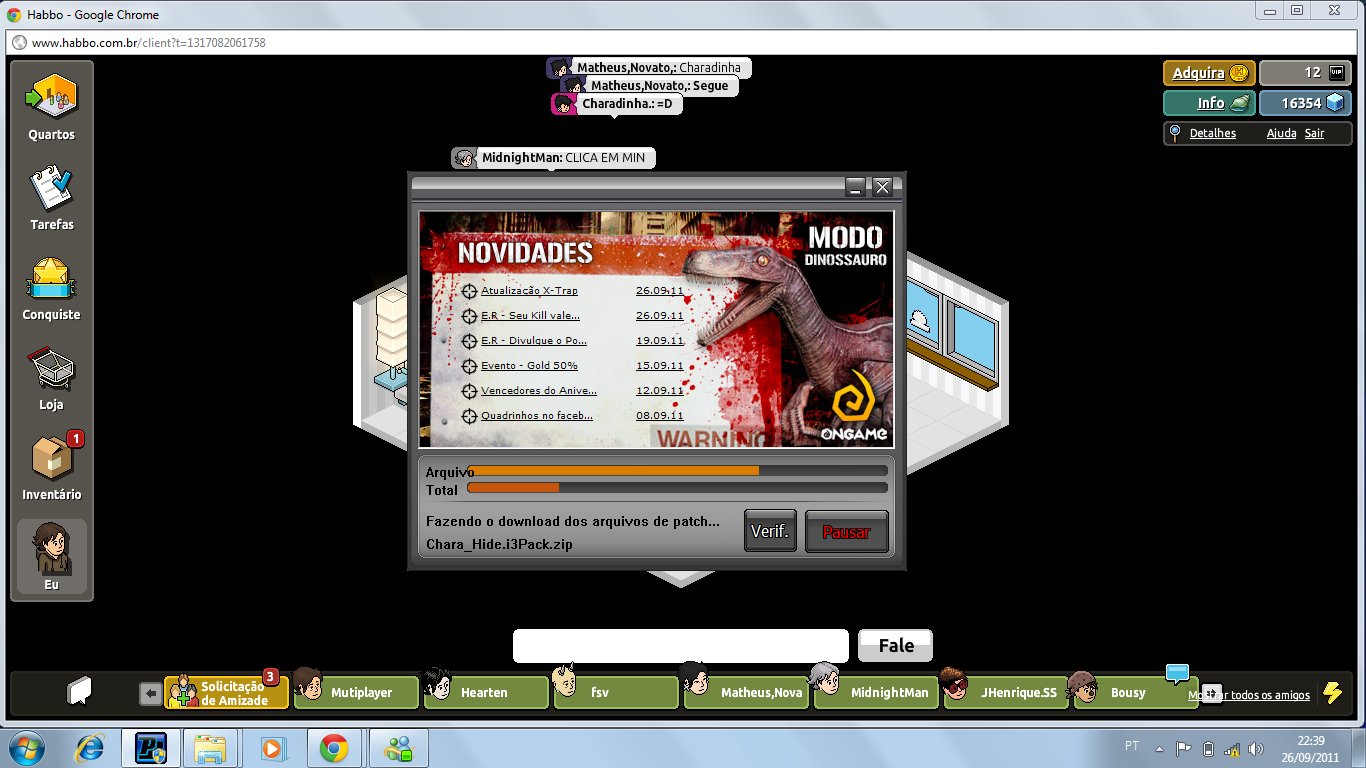 Habbo - Google Chrome
www.habbo.com.br/client?t=1317082061758
Matheus,Novato,: Charadinha
Matheus,Novato,: Segue
Charadinha.: =D
MidnightMan: CLICA EM MIN
Adquira
12
VIP
Info
16354
Detalhes
Ajuda
Sair
Quartos
Tarefas
Conquiste
Loja
1
Inventário
Eu
NOVIDADES
MODO
DINOSSAURO
Atualização X-Trap 26.09.11
E.R - Seu Kill vale... 26.09.11
E.R - Divulgue o Po... 19.09.11
Evento - Gold 50% 15.09.11
Vencedores do Anive... 12.09.11
Quadrinhos no faceb... 08.09.11
WARNING
ONGAME
Arquivo
Total
Fazendo o download dos arquivos de patch...
Chara_Hide.i3Pack.zip
Verif.
Pausar
Fale
3
Solicitação
de Amizade
Mutiplayer
Hearten
fsv
Matheus,Nova
MidnightMan
JHenrique.SS
Bousy
Mostrar todos os amigos
PT
22:39
26/09/2011